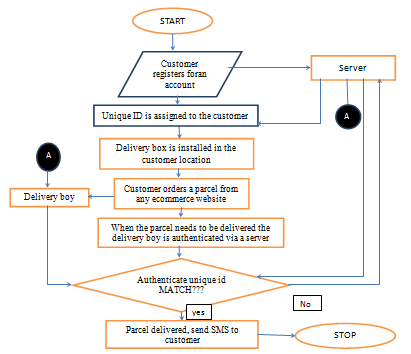 START
Customer
registers foran
account
Server
Unique ID is assigned to the customer
A
Delivery box is installed in the
customer location
A
Customer orders a parcel from
any ecommerce website
Delivery boy
When the parcel needs to be delivered the
delivery boy is authenticated via a server
Authenticate unique id
MATCH???
No
yes
Parcel delivered, send SMS to
customer
STOP